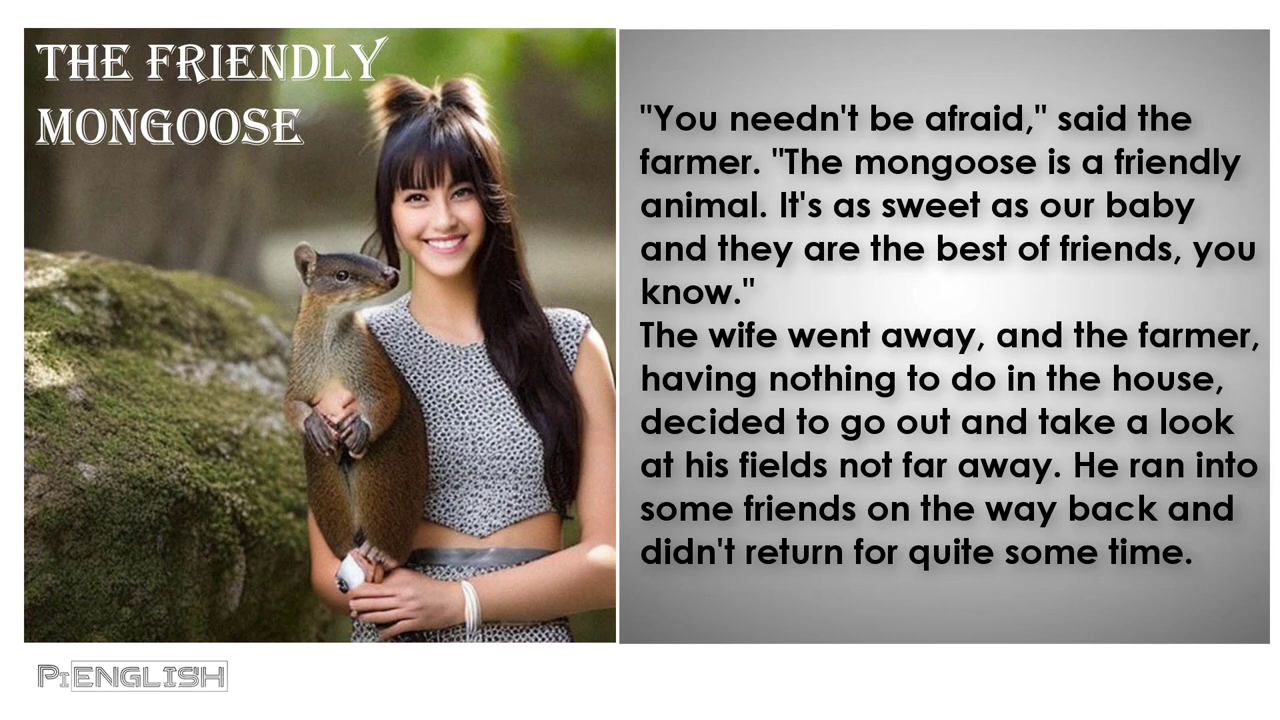 THE FRIENDLY
MONGOOSE
"You needn't be afraid," said the
farmer. "The mongoose is a friendly
animal. It's as sweet as our baby
and they are the best of friends, you
know."
The wife went away, and the farmer,
having nothing to do in the house,
decided to go out and take a look
at his fields not far away. He ran into
some friends on the way back and
didn't return for quite some time.
PiENGLISH